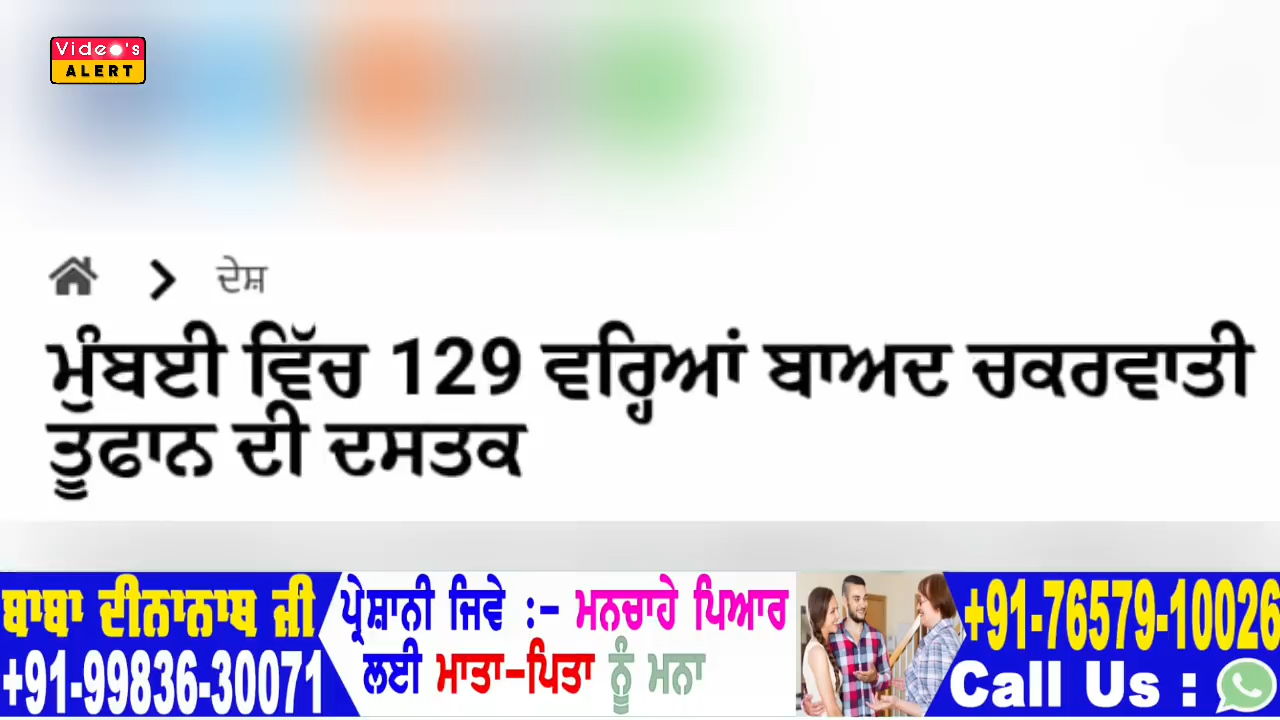 Video's
ALERT
ਦੇਸ਼
ਮੁੰਬਈ ਵਿੱਚ 129 ਵਰ੍ਹਿਆਂ ਬਾਅਦ ਚਕਰਵਾਤੀ
ਤੂਫਾਨ ਦੀ ਦਸਤਕ
ਬਾਬਾ ਦੀਨਾਨਾਥ ਜੀ
+91-99836-30071
ਪ੍ਰੇਸ਼ਾਨੀ ਜਿਵੇ :- ਮਨਚਾਹੇ ਪਿਆਰ
ਲਈ ਮਾਤਾ-ਪਿਤਾ ਨੂੰ ਮਨਾ
+91-76579-10026
Call Us :